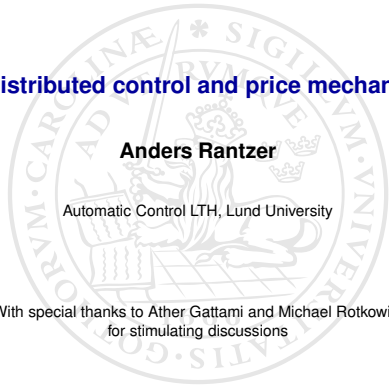 istributed control and price mechan
Anders Rantzer
Automatic Control LTH, Lund University
With special thanks to Ather Gattami and Michael Rotkowi
for stimulating discussions